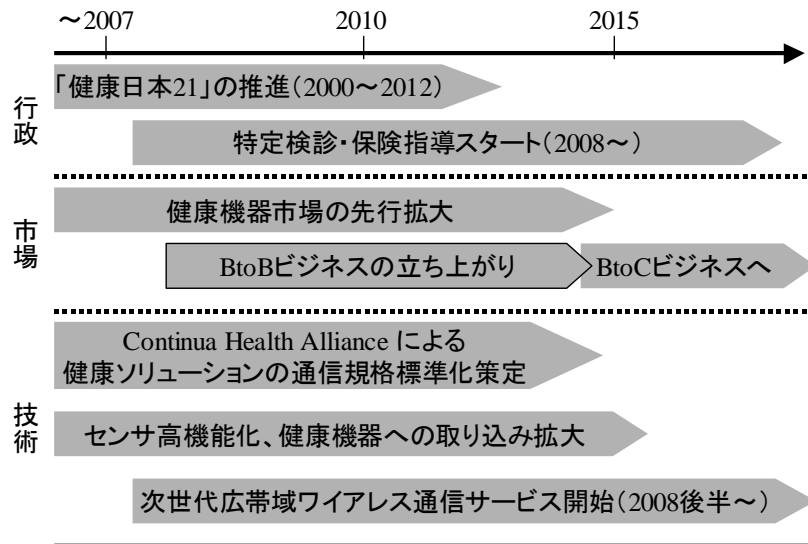 ~2007 2010 2015
行政
「健康日本21」の推進(2000~2012)
特定検診・保険指導スタート(2008~)
市場
健康機器市場の先行拡大
BtoBビジネスの立ち上がり
BtoCビジネスへ
技術
Continua Health Alliance による
健康ソリューションの通信規格標準化策定
センサ高機能化、健康機器への取り込み拡大
次世代広帯域ワイアレス通信サービス開始(2008後半~)